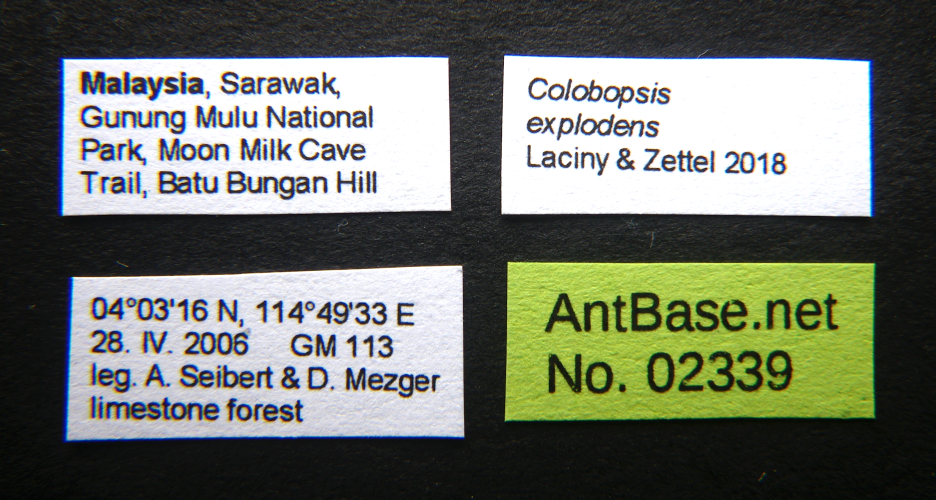 Malaysia, Sarawak,
Gunung Mulu National
Park, Moon Milk Cave
Trail, Batu Bungan Hill
Colobopsis
explodens
Laciny & Zettel 2018
04°03'16 N, 114°49'33 E
28. IV. 2006 GM 113
leg. A. Seibert & D. Mezger
limestone forest
AntBase.net
No. 02339